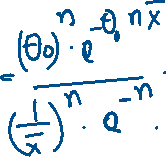 = (θ₀)ⁿ · e^{-θ₀ n x̅}
(1/x̅)ⁿ · e^{-n} .